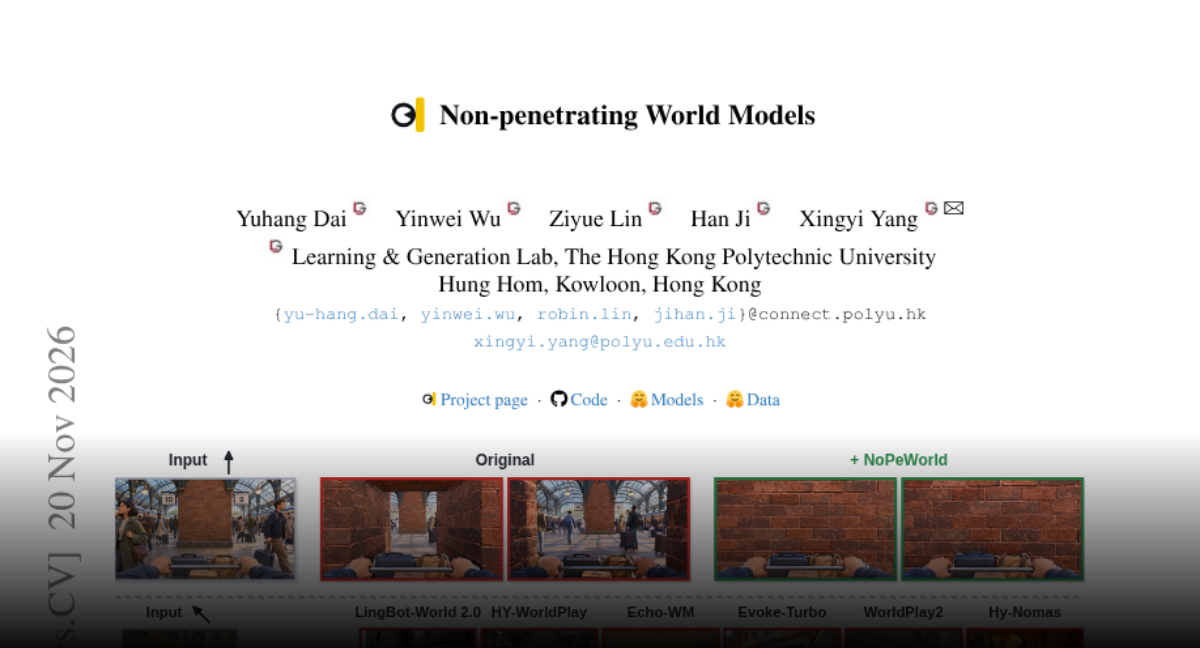 Non-penetrating World Models
Yuhang Dai Yinwei Wu Ziyue Lin Han Ji Xingyi Yang
Learning & Generation Lab, The Hong Kong Polytechnic University
Hung Hom, Kowloon, Hong Kong
{yu-hang.dai, yinwei.wu, robin.lin, jihan.ji}@connect.polyu.hk
xingyi.yang@polyu.edu.hk
Project page · Code · Models · Data
s.CV] 20 Nov 2026
Input Original + NoPeWorld
10 9
Input LingBot-World 2.0 HY-WorldPlay Echo-WM Evoke-Turbo WorldPlay2 Hy-Nomas